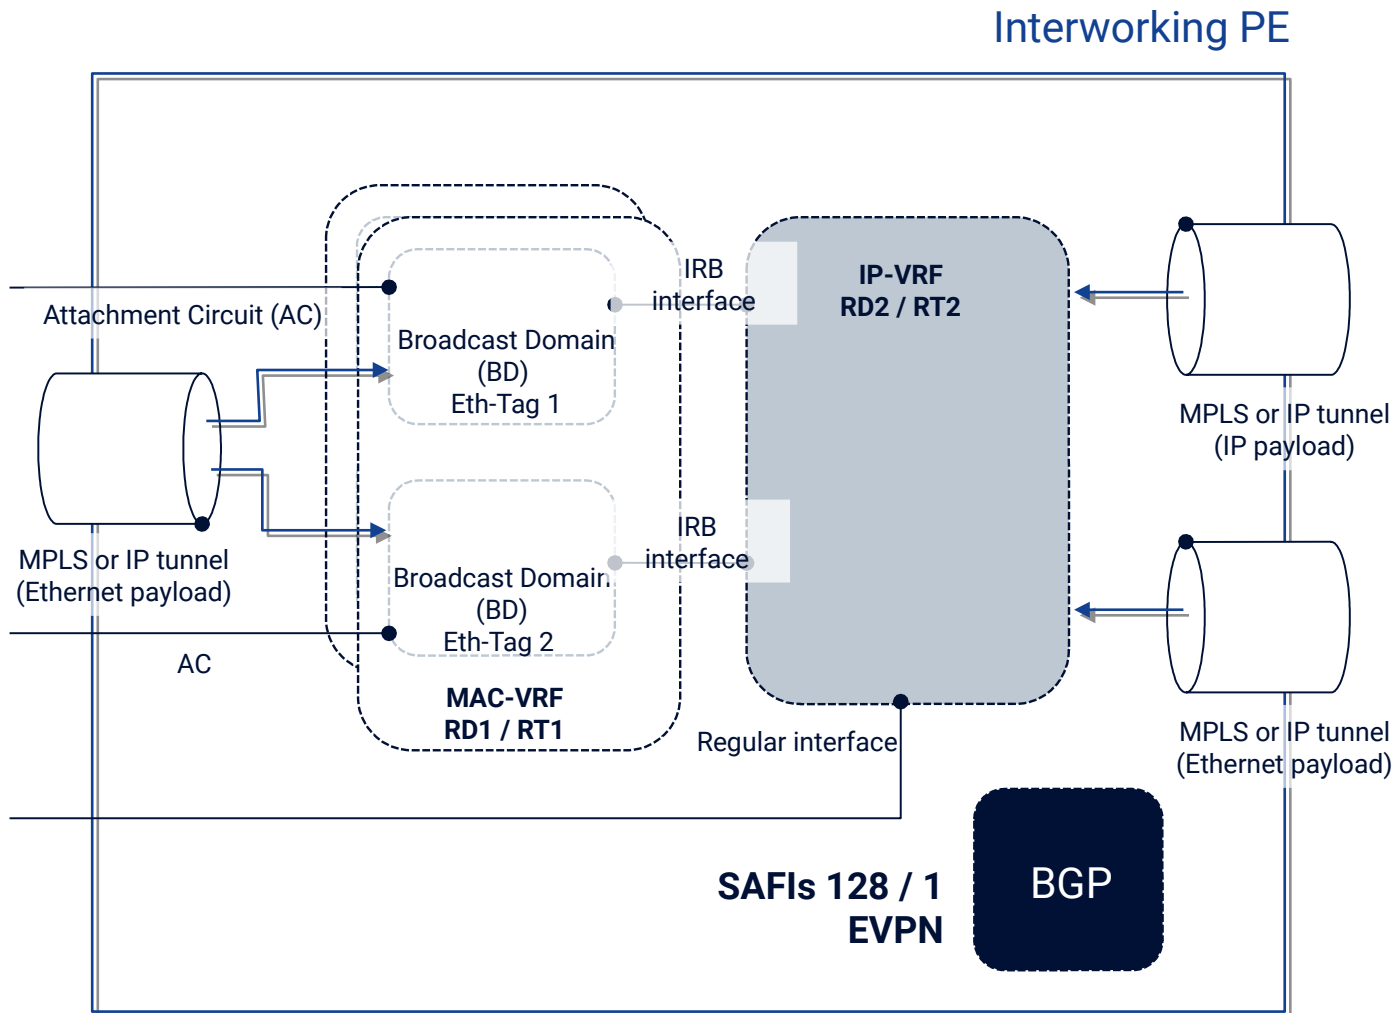 Interworking PE
IRB
interface
IP-VRF
RD2 / RT2
Attachment Circuit (AC)
Broadcast Domain
(BD)
Eth-Tag 1
MPLS or IP tunnel
(IP payload)
IRB
interface
MPLS or IP tunnel
(Ethernet payload)
Broadcast Domain
(BD)
Eth-Tag 2
AC
MAC-VRF
RD1 / RT1
Regular interface
MPLS or IP tunnel
(Ethernet payload)
SAFIs 128 / 1
EVPN
BGP